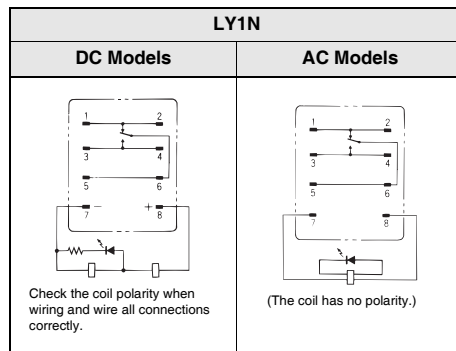 LY1N
DC Models
AC Models
1 2
3 4
5 6
7 − + 8
Check the coil polarity when
wiring and wire all connections
correctly.
1 2
3 4
5 6
7 8
(The coil has no polarity.)